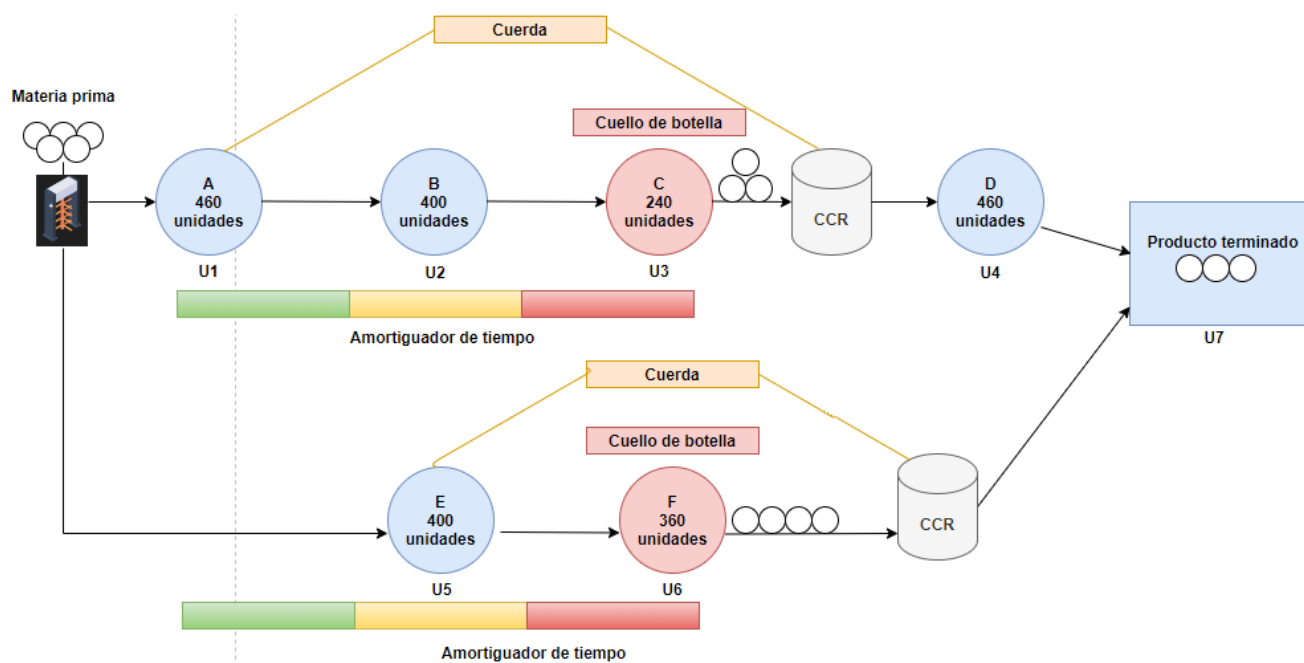 Cuerda
Materia prima
Cuello de botella
A
460
unidades
B
400
unidades
C
240
unidades
CCR
D
460
unidades
Producto terminado
U1
U2
U3
U4
U7
Amortiguador de tiempo
Cuerda
Cuello de botella
E
400
unidades
F
360
unidades
CCR
U5
U6
Amortiguador de tiempo